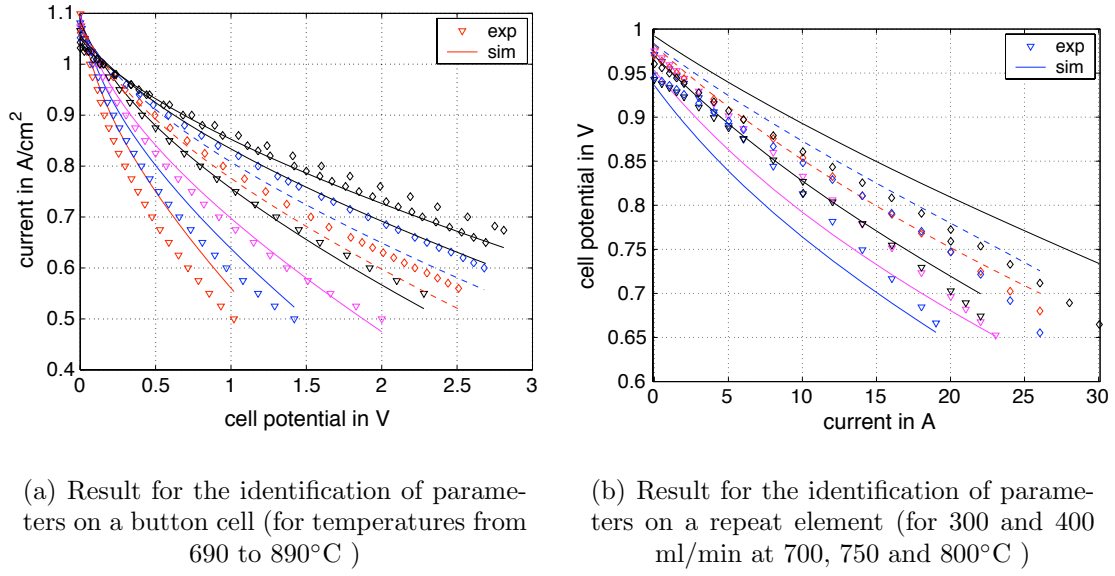 1.1
1
0.9
0.8
0.7
0.6
0.5
0.4
0 0.5 1 1.5 2 2.5 3
current in A/cm2
cell potential in V
exp
sim
(a) Result for the identification of parame-
ters on a button cell (for temperatures from
690 to 890°C )
1
0.95
0.9
0.85
0.8
0.75
0.7
0.65
0.6
0 5 10 15 20 25 30
cell potential in V
current in A
exp
sim
(b) Result for the identification of parame-
ters on a repeat element (for 300 and 400
ml/min at 700, 750 and 800°C )